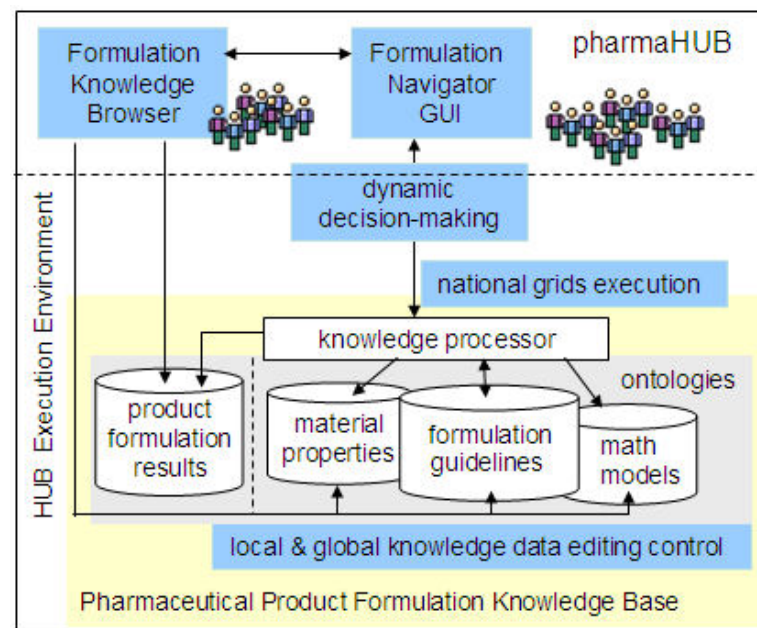 Formulation
Knowledge
Browser
Formulation
Navigator
GUI
pharmaHUB
dynamic
decision-making
national grids execution
HUB Execution Environment
knowledge processor
ontologies
product
formulation
results
material
properties
formulation
guidelines
math
models
local & global knowledge data editing control
Pharmaceutical Product Formulation Knowledge Base